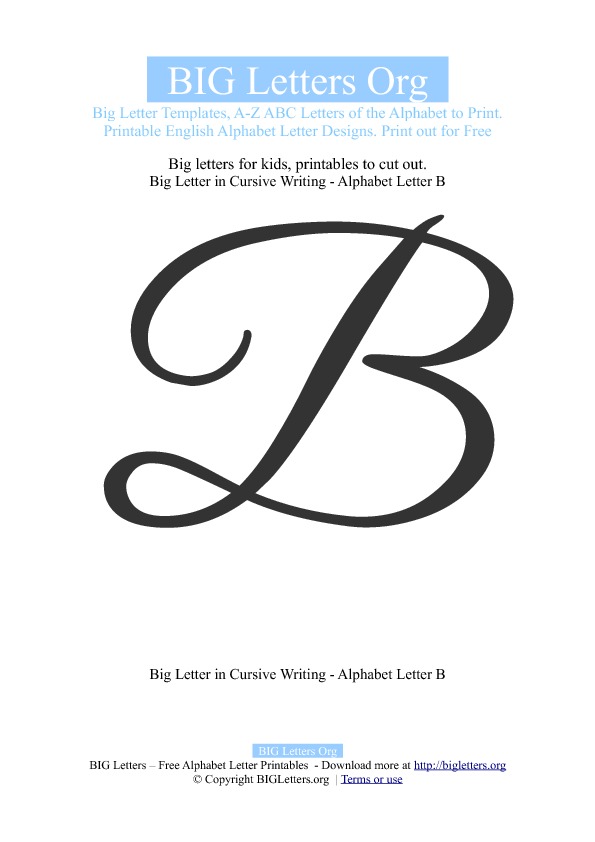 BIG Letters Org
Big Letter Templates, A-Z ABC Letters of the Alphabet to Print.
Printable English Alphabet Letter Designs. Print out for Free
Big letters for kids, printables to cut out.
Big Letter in Cursive Writing - Alphabet Letter B
B
Big Letter in Cursive Writing - Alphabet Letter B
BIG Letters Org
BIG Letters – Free Alphabet Letter Printables - Download more at http://bigletters.org
© Copyright BIGLetters.org | Terms or use